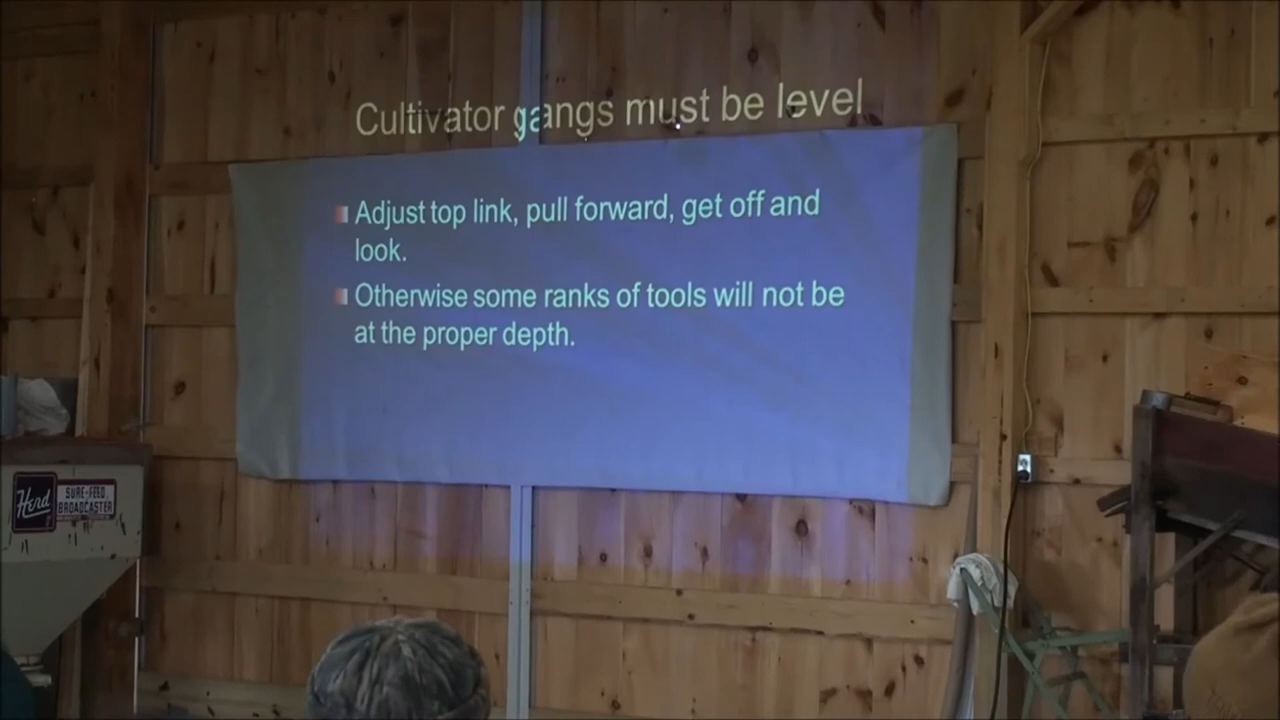 Cultivator gangs must be level
Adjust top link, pull forward, get off and
look.
Otherwise some ranks of tools will not be
at the proper depth.
Herd
SURE-FEED
BROADCASTER